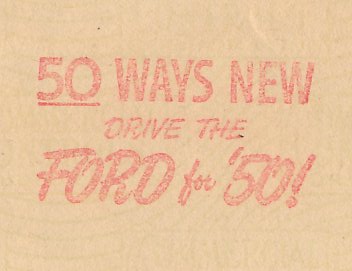 50 WAYS NEW
DRIVE THE
FORD for '50!